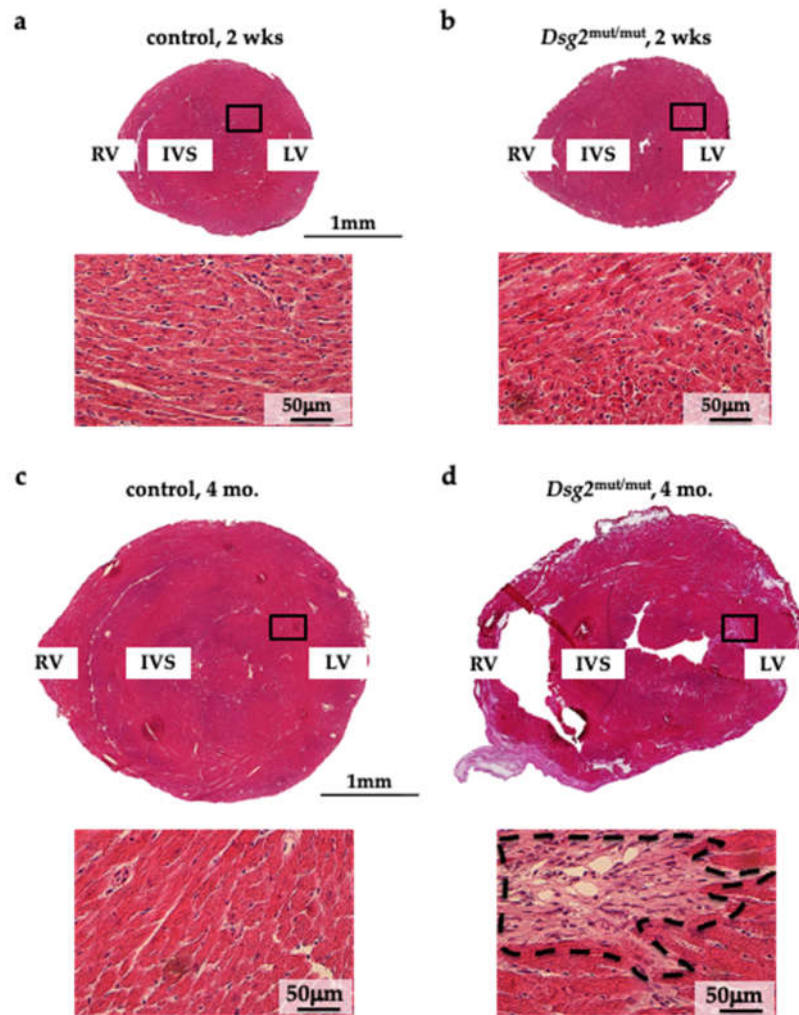 a
control, 2 wks
RV IVS LV
1mm
50μm
b
Dsg2mut/mut, 2 wks
RV IVS LV
50μm
c
control, 4 mo.
RV IVS LV
1mm
50μm
d
Dsg2mut/mut, 4 mo.
RV IVS LV
50μm